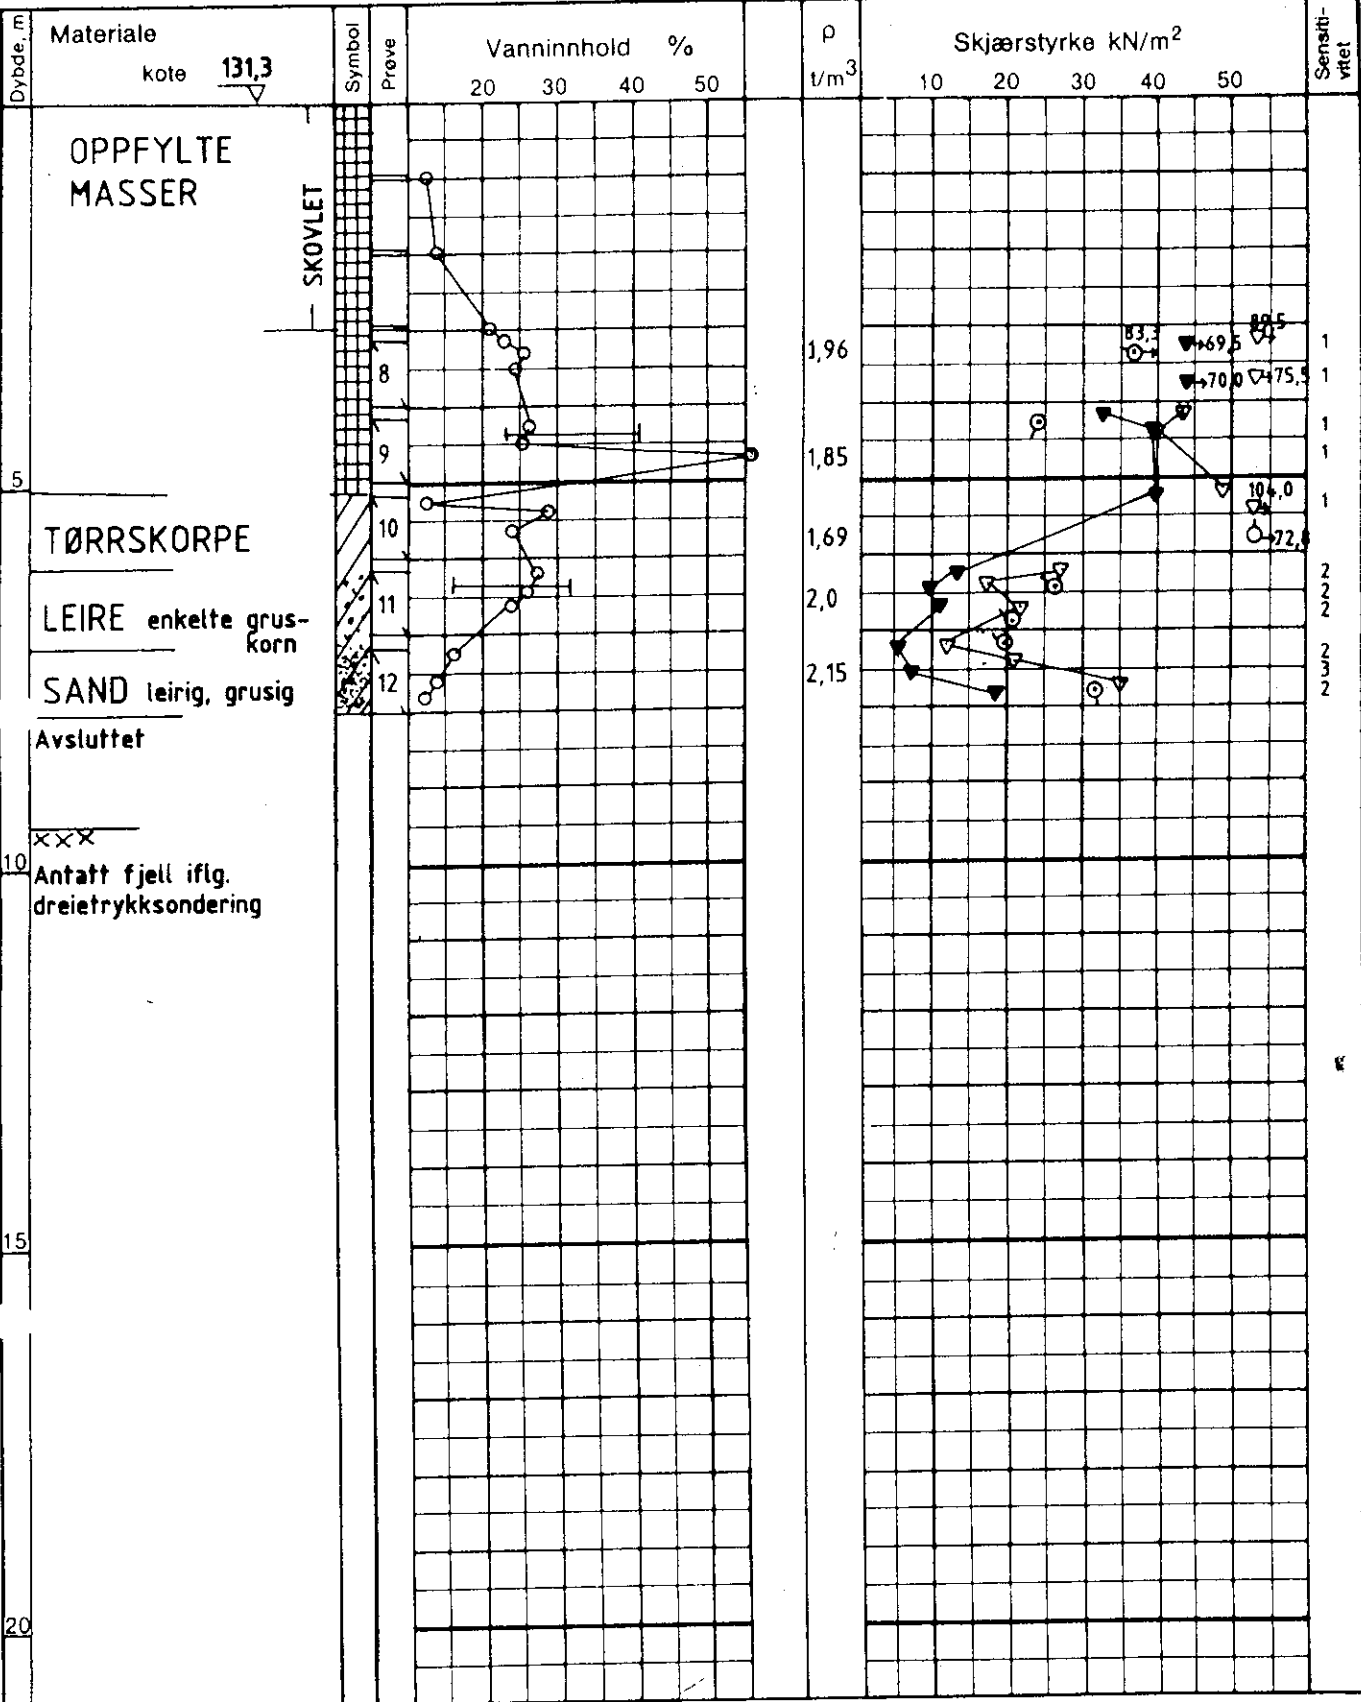 Dybde, m
Materiale
kote 131,3
Symbol
Prøve
Vanninnhold %
20 30 40 50
ρ
t/m³
Skjærstyrke kN/m²
10 20 30 40 50
Sensiti-
vitet
OPPFYLTE
MASSER
SKOVLET
83,3
69,5
89,5
1,96
1
8
70,0
75,5
1
1
9
1,85
1
5
104,0
1
TØRRSKORPE
10
1,69
72,8
2
LEIRE enkelte grus-
korn
11
2,0
2
2
2
SAND leirig, grusig
12
2,15
3
2
Avsluttet
xxx
10
Antatt fjell iflg.
dreietrykksondering
15
20